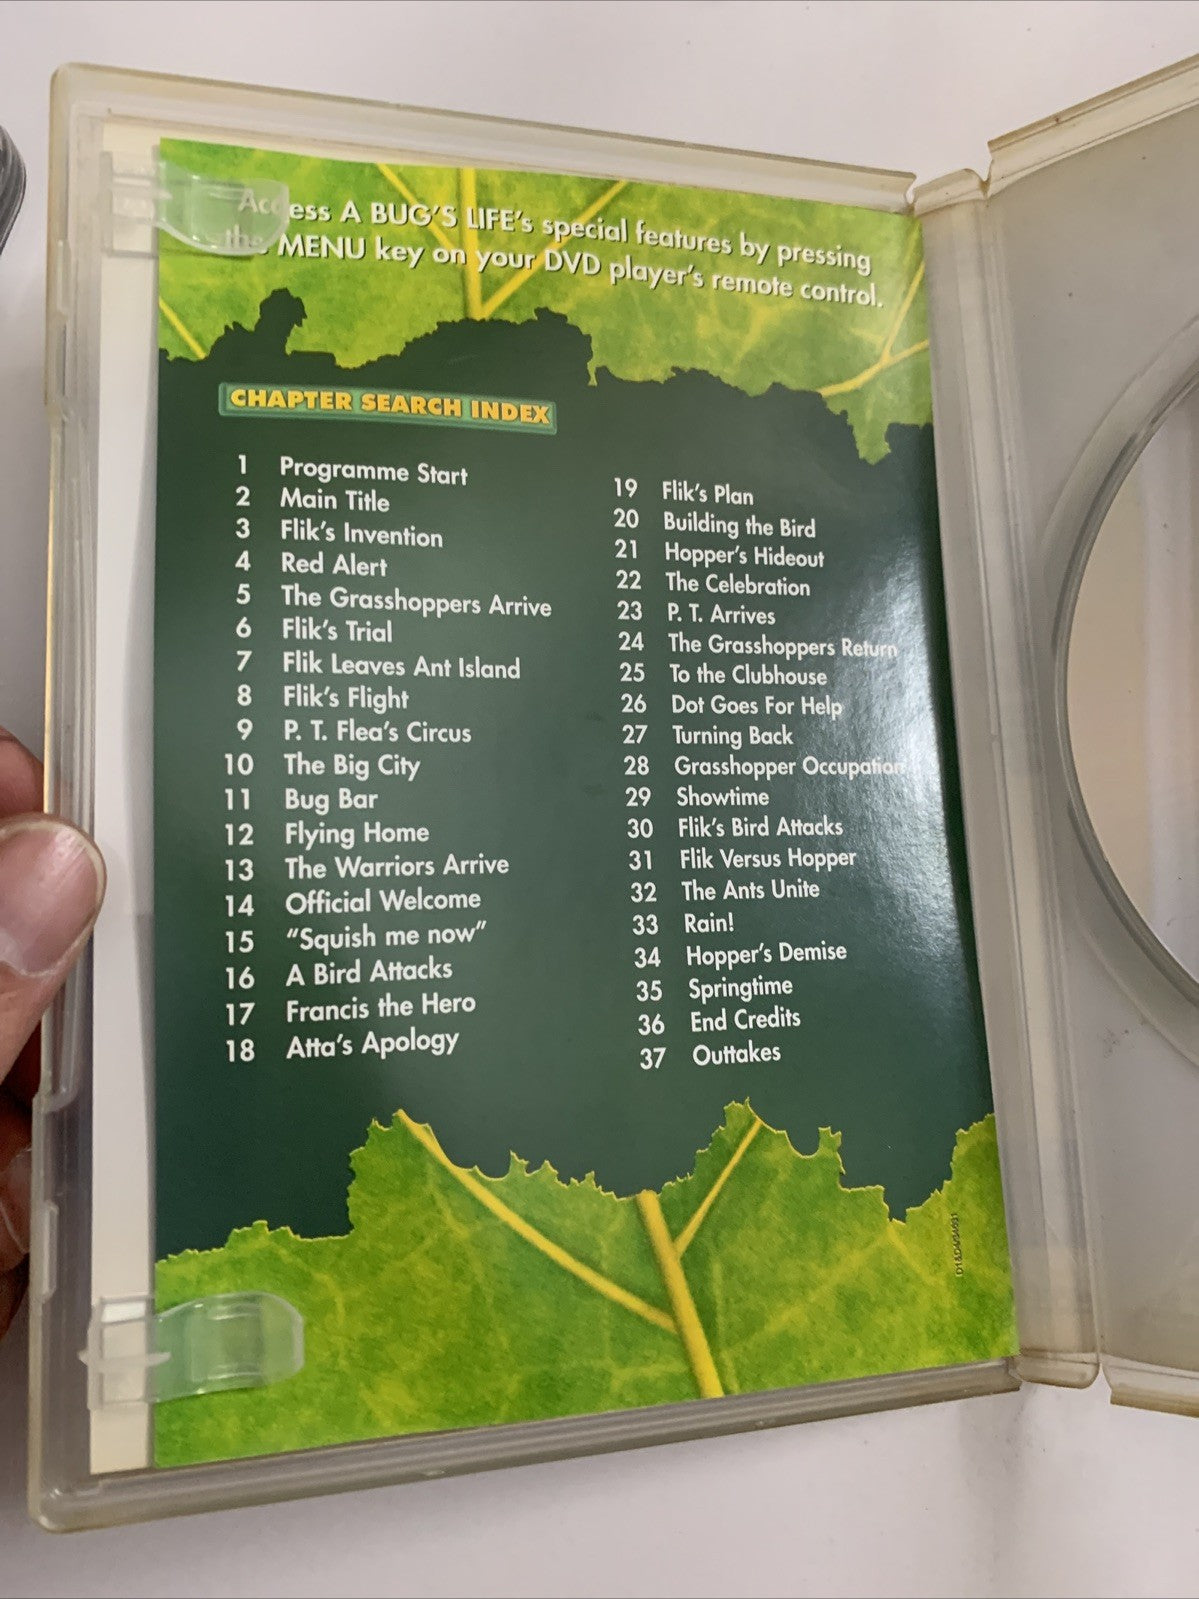 Access A BUG'S LIFE's special features by pressing
the MENU key on your DVD player's remote control.
CHAPTER SEARCH INDEX
1 Programme Start
2 Main Title
3 Flik's Invention
4 Red Alert
5 The Grasshoppers Arrive
6 Flik's Trial
7 Flik Leaves Ant Island
8 Flik's Flight
9 P. T. Flea's Circus
10 The Big City
11 Bug Bar
12 Flying Home
13 The Warriors Arrive
14 Official Welcome
15 "Squish me now"
16 A Bird Attacks
17 Francis the Hero
18 Atta's Apology
19 Flik's Plan
20 Building the Bird
21 Hopper's Hideout
22 The Celebration
23 P. T. Arrives
24 The Grasshoppers Return
25 To the Clubhouse
26 Dot Goes For Help
27 Turning Back
28 Grasshopper Occupation
29 Showtime
30 Flik's Bird Attacks
31 Flik Versus Hopper
32 The Ants Unite
33 Rain!
34 Hopper's Demise
35 Springtime
36 End Credits
37 Outtakes